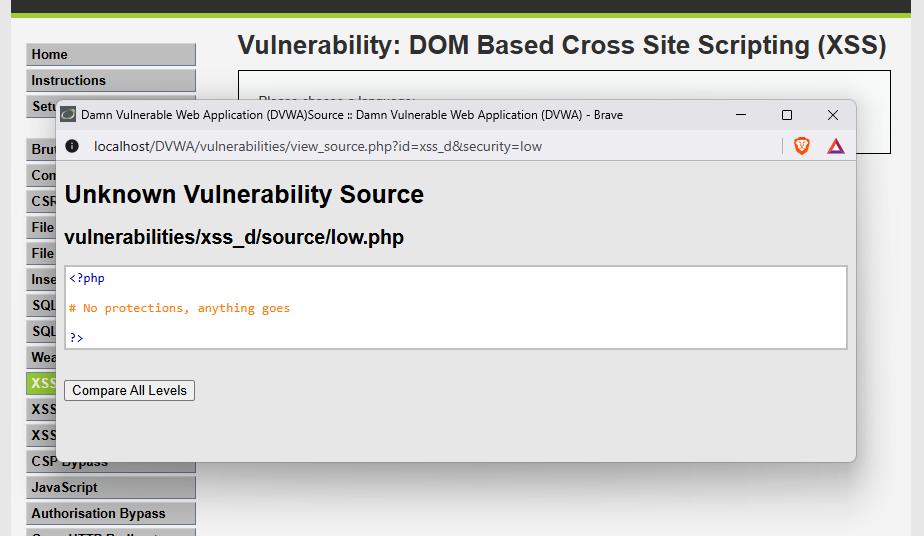 Vulnerability: DOM Based Cross Site Scripting (XSS)
Home
Instructions
Setu
Brut
Com
CSR
File
File
Inse
SQL
SQL
Wea
XSS
XSS
XSS
CSP Bypass
JavaScript
Authorisation Bypass
Please choose a language:
Damn Vulnerable Web Application (DVWA)Source :: Damn Vulnerable Web Application (DVWA) - Brave
localhost/DVWA/vulnerabilities/view_source.php?id=xss_d&security=low
Unknown Vulnerability Source
vulnerabilities/xss_d/source/low.php
<?php
# No protections, anything goes
?>
Compare All Levels